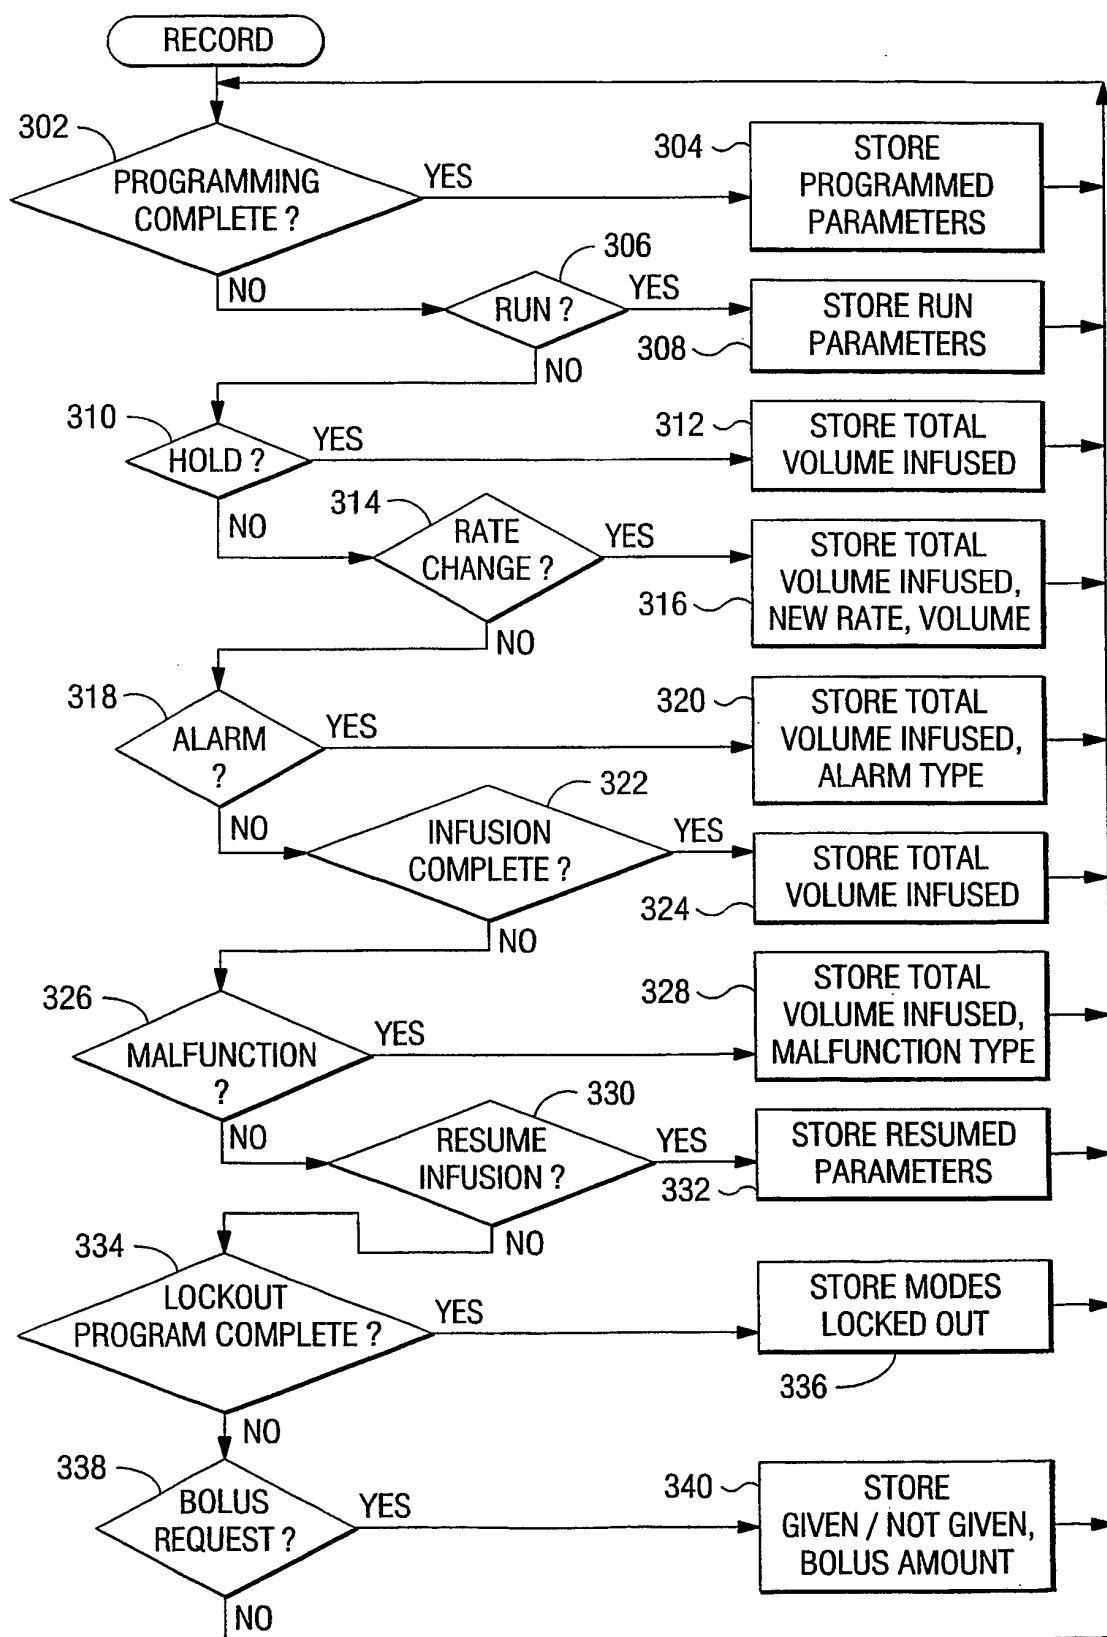 RECORD
302
PROGRAMMING
COMPLETE ?
YES
304
STORE
PROGRAMMED
PARAMETERS
NO
306
RUN ?
YES
308
STORE RUN
PARAMETERS
NO
310
HOLD ?
YES
312
STORE TOTAL
VOLUME INFUSED
NO
314
RATE
CHANGE ?
YES
316
STORE TOTAL
VOLUME INFUSED,
NEW RATE, VOLUME
NO
318
ALARM
?
YES
320
STORE TOTAL
VOLUME INFUSED,
ALARM TYPE
NO
322
INFUSION
COMPLETE ?
YES
324
STORE TOTAL
VOLUME INFUSED
NO
326
MALFUNCTION
?
YES
328
STORE TOTAL
VOLUME INFUSED,
MALFUNCTION TYPE
NO
330
RESUME
INFUSION ?
YES
332
STORE RESUMED
PARAMETERS
NO
334
LOCKOUT
PROGRAM COMPLETE ?
YES
STORE MODES
LOCKED OUT
336
NO
338
BOLUS
REQUEST ?
YES
340
STORE
GIVEN / NOT GIVEN,
BOLUS AMOUNT
NO